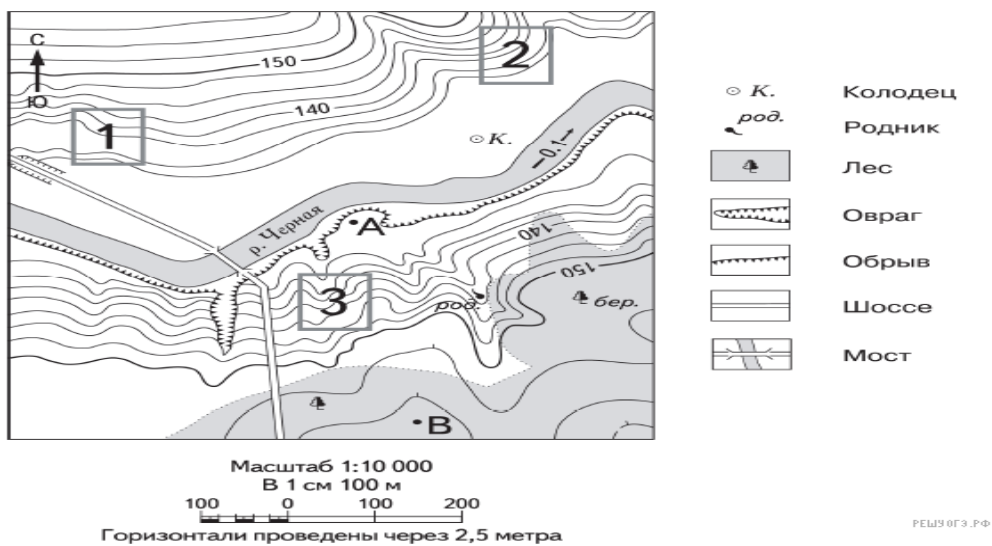 С
Ю
150
140
1
2
3
К.
0.1
р. Черная
А
140
150
род.
бер.
В
К. Колодец
род. Родник
Лес
Овраг
Обрыв
Шоссе
Мост
Масштаб 1:10 000
В 1 см 100 м
100 0 100 200
Горизонтали проведены через 2,5 метра
РЕШУОГЭ.РФ